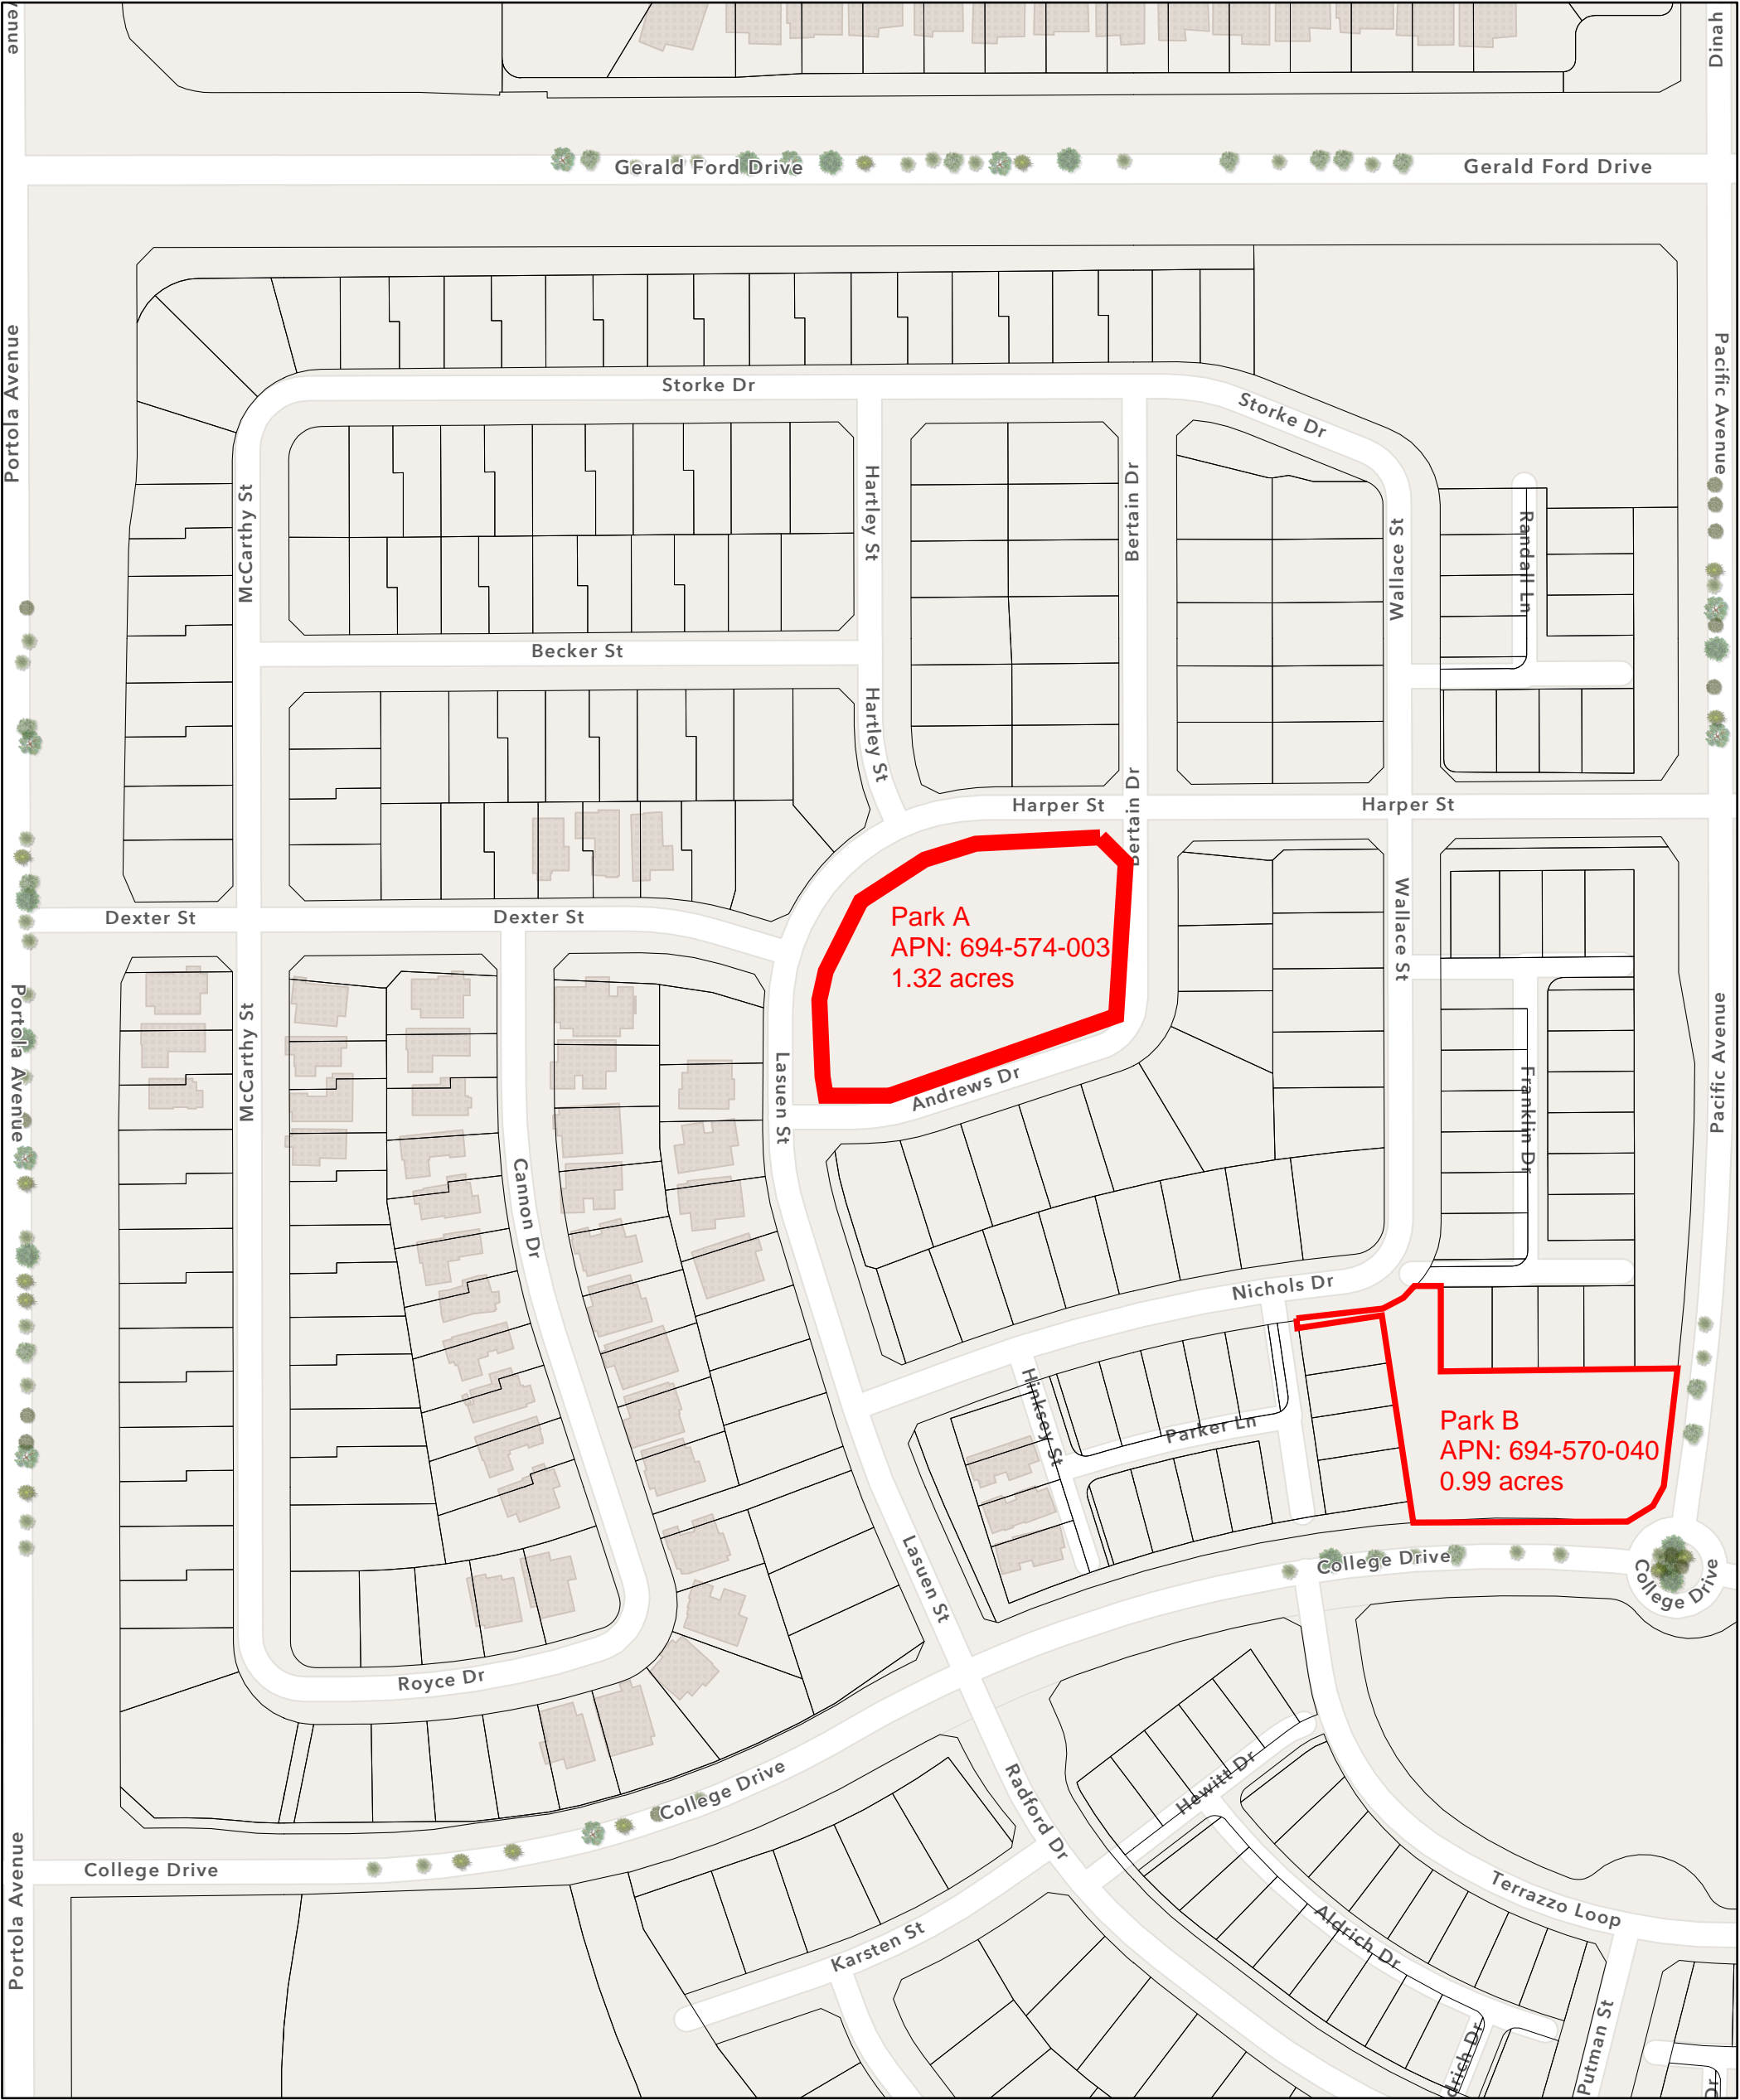 Dinah
Gerald Ford Drive
Gerald Ford Drive
Portola Avenue
Pacific Avenue
Storke Dr
Storke Dr
McCarthy St
Hartley St
Bertain Dr
Wallace St
Randall Ln
Becker St
Hartley St
Harper St
Bertain Dr
Harper St
Dexter St
Dexter St
Park A
APN: 694-574-003
1.32 acres
Wallace St
Portola Avenue
McCarthy St
Lasuen St
Andrews Dr
Franklin Dr
Pacific Avenue
Cannon Dr
Nichols Dr
Hinksey St
Parker Ln
Park B
APN: 694-570-040
0.99 acres
Lasuen St
College Drive
College Drive
Royce Dr
College Drive
Radford Dr
Hewitt Dr
Portola Avenue
College Drive
Terrazzo Loop
Karsten St
Aldrich Dr
Putman St
drich Dr
Dr
venue